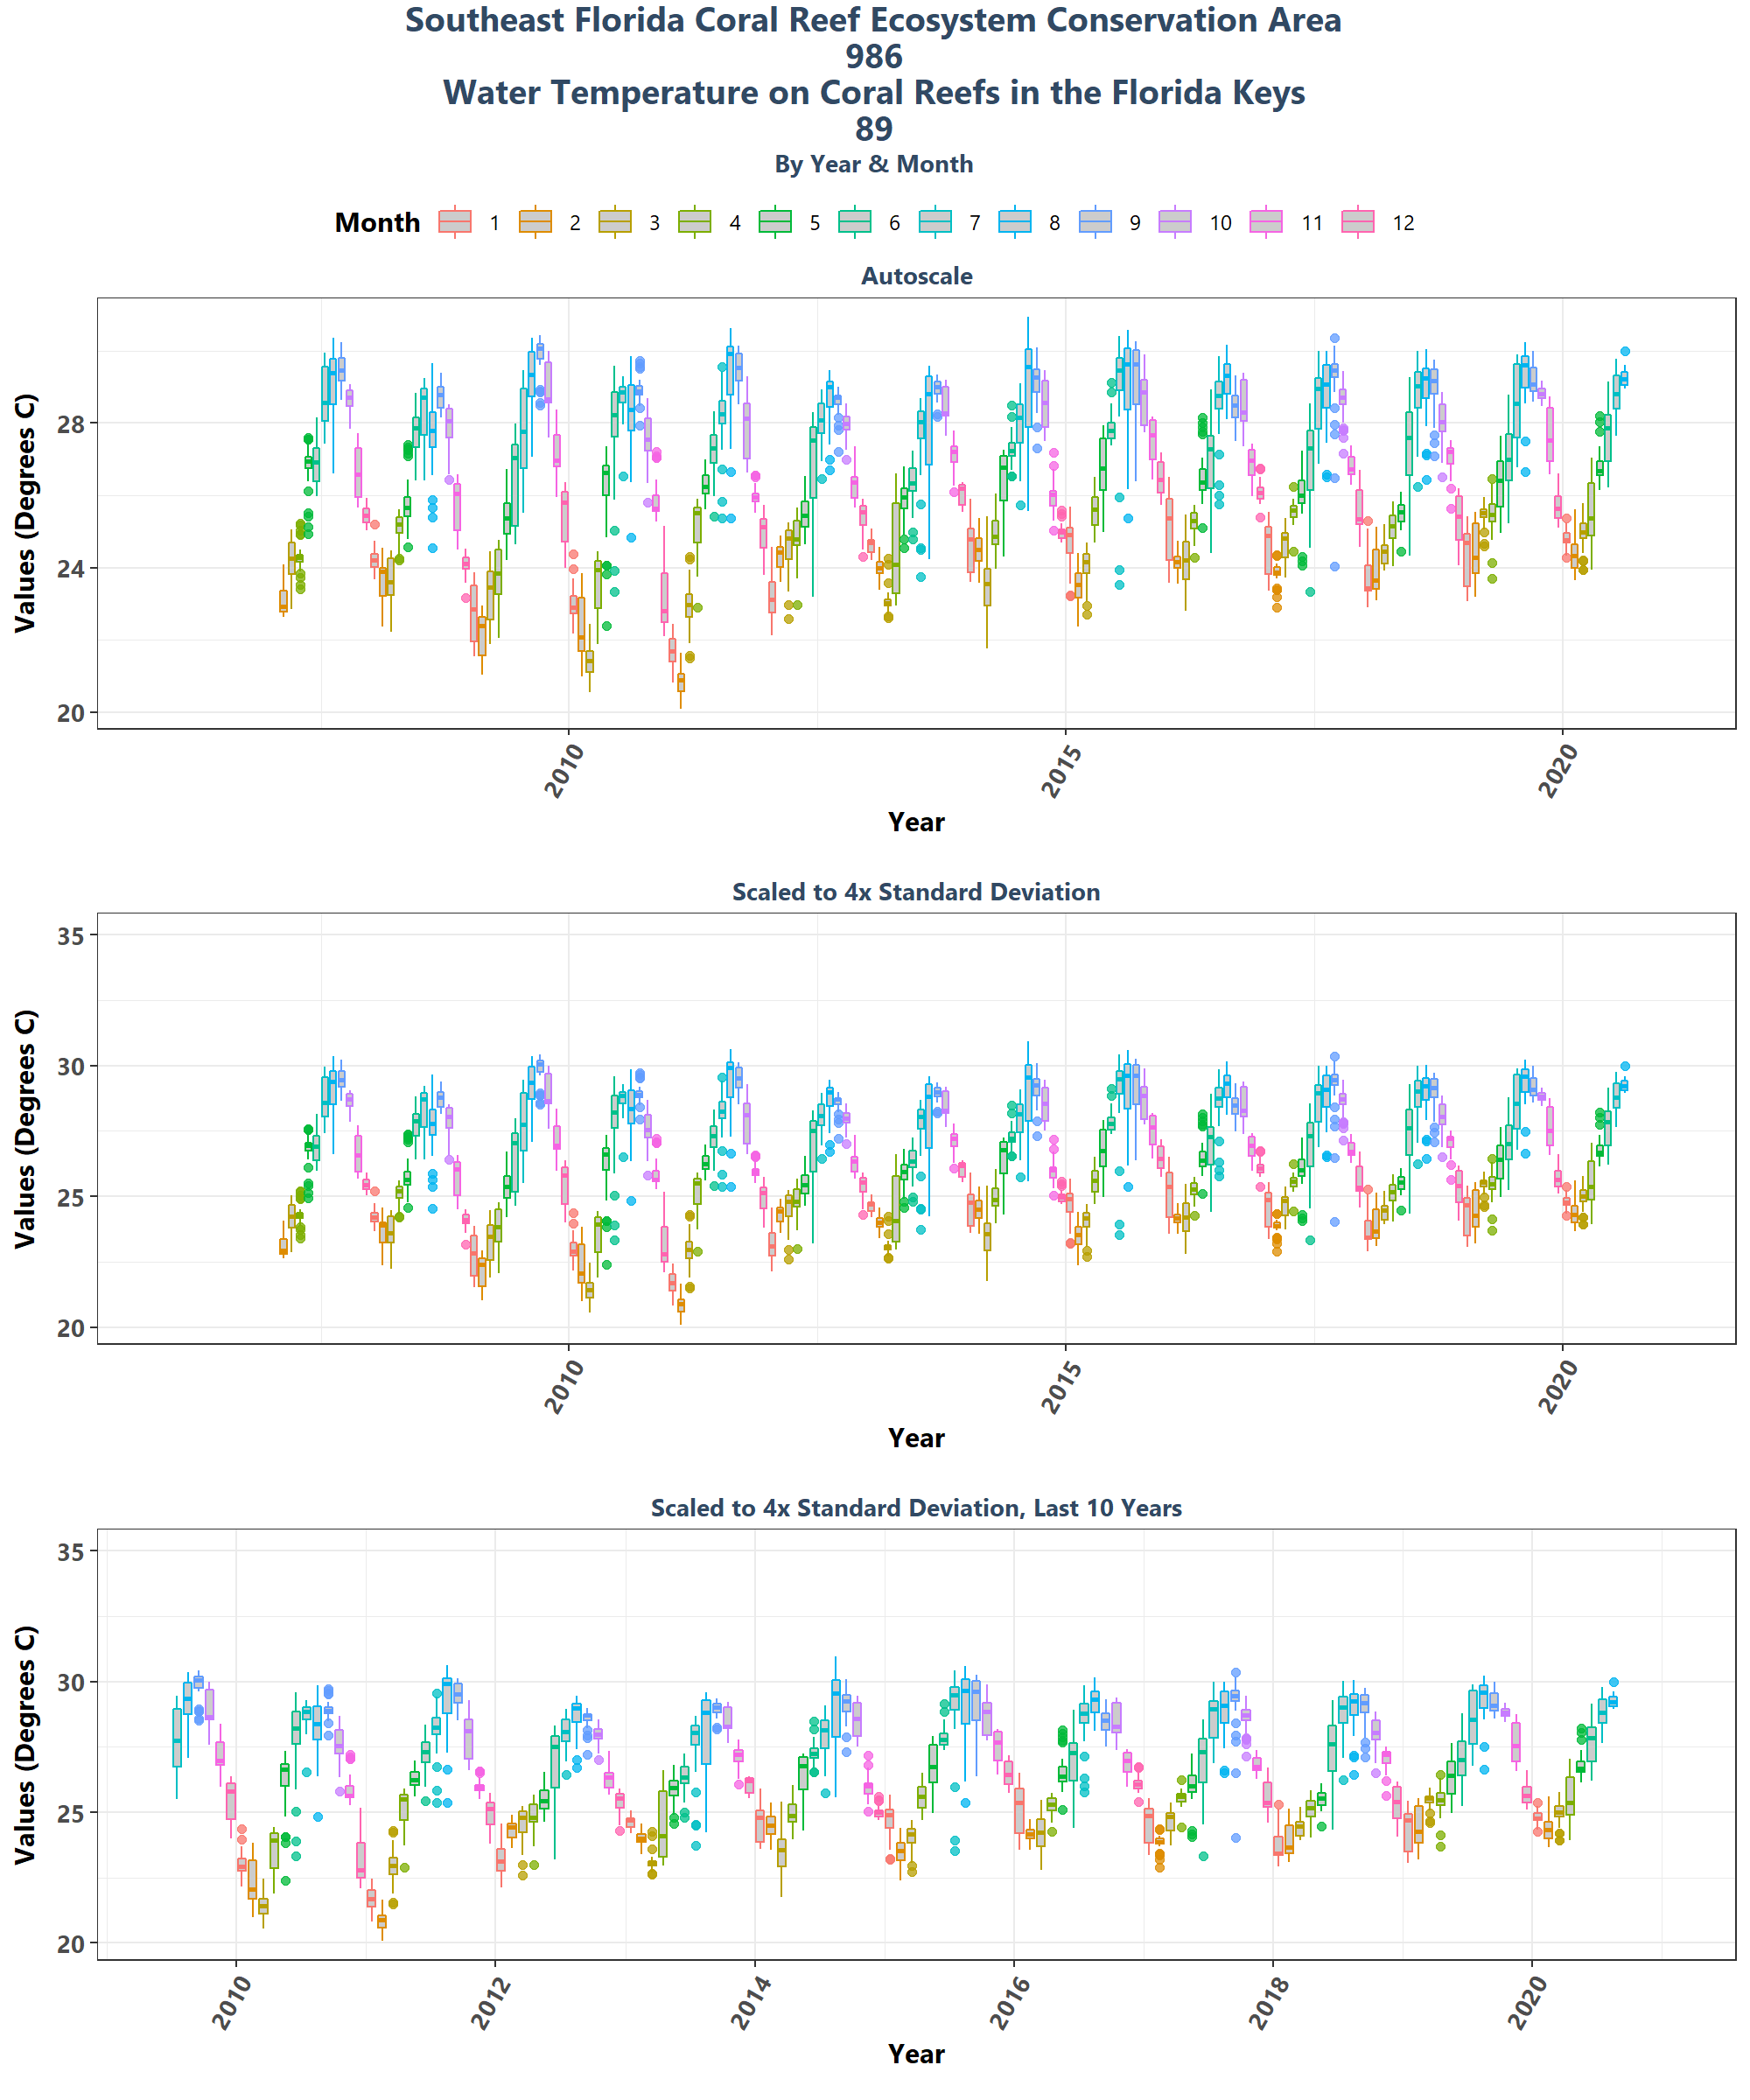 Southeast Florida Coral Reef Ecosystem Conservation Area
986
Water Temperature on Coral Reefs in the Florida Keys
89
By Year & Month
Month 1 2 3 4 5 6 7 8 9 10 11 12
Autoscale
Values (Degrees C)
28
24
20
2010 2015 2020
Year
Scaled to 4x Standard Deviation
Values (Degrees C)
35
30
25
20
2010 2015 2020
Year
Scaled to 4x Standard Deviation, Last 10 Years
Values (Degrees C)
35
30
25
20
2010 2012 2014 2016 2018 2020
Year